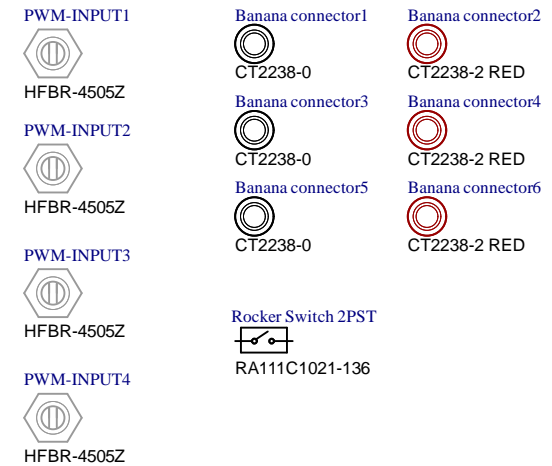 PWM-INPUT1
HFBR-4505Z
PWM-INPUT2
HFBR-4505Z
PWM-INPUT3
HFBR-4505Z
PWM-INPUT4
HFBR-4505Z
Banana connector1
CT2238-0
Banana connector2
CT2238-2 RED
Banana connector3
CT2238-0
Banana connector4
CT2238-2 RED
Banana connector5
CT2238-0
Banana connector6
CT2238-2 RED
Rocker Switch 2PST
RA111C1021-136